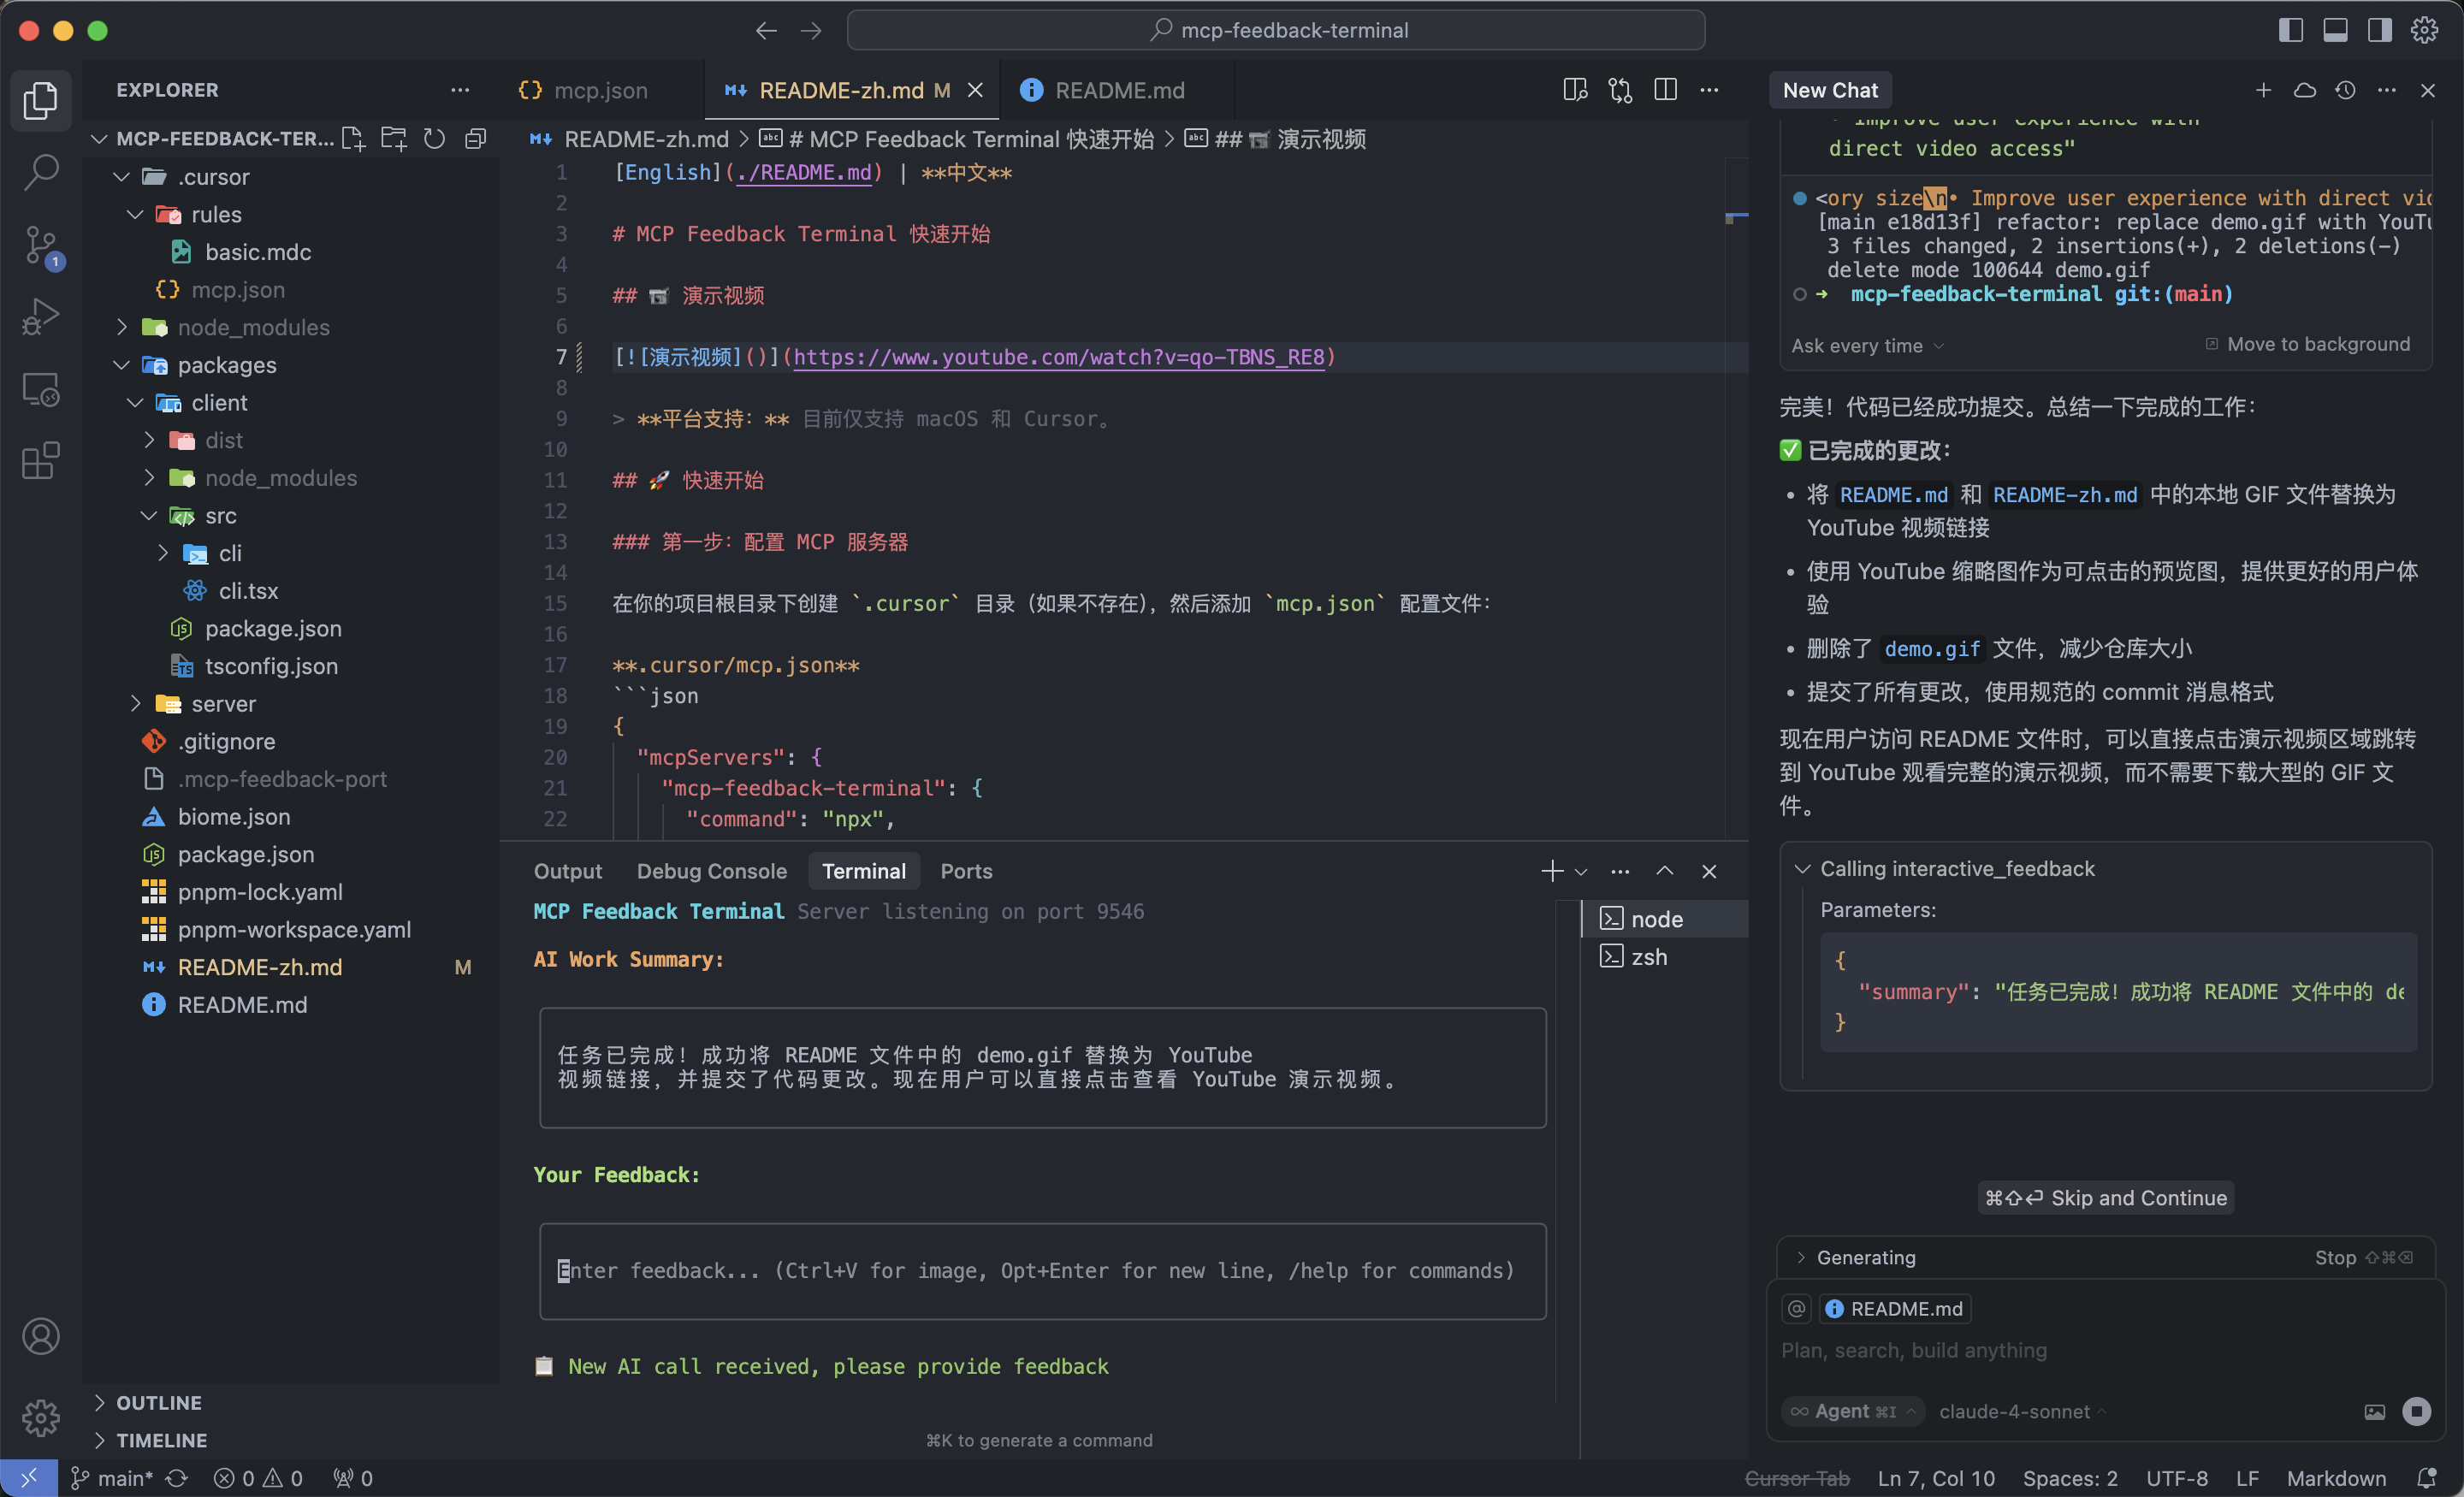 mcp-feedback-terminal
EXPLORER
MCP-FEEDBACK-TER...
.cursor
rules
basic.mdc
mcp.json
node_modules
packages
client
dist
node_modules
src
cli
cli.tsx
package.json
tsconfig.json
server
.gitignore
.mcp-feedback-port
biome.json
package.json
pnpm-lock.yaml
pnpm-workspace.yaml
README-zh.md M
README.md
OUTLINE
TIMELINE
1
mcp.json
README-zh.md M
README.md
README-zh.md > # MCP Feedback Terminal 快速开始 > ## 📹 演示视频
1 [English](./README.md) | **中文**
2
3 # MCP Feedback Terminal 快速开始
4
5 ## 📹 演示视频
6
7 [![演示视频]()](https://www.youtube.com/watch?v=qo-TBNS_RE8)
8
9 > **平台支持：** 目前仅支持 macOS 和 Cursor。
10
11 ## 🚀 快速开始
12
13 ### 第一步：配置 MCP 服务器
14
15 在你的项目根目录下创建 `.cursor` 目录（如果不存在），然后添加 `mcp.json` 配置文件：
16
17 **.cursor/mcp.json**
18 ```json
19 {
20 "mcpServers": {
21 "mcp-feedback-terminal": {
22 "command": "npx",
Output Debug Console Terminal Ports
MCP Feedback Terminal Server listening on port 9546
AI Work Summary:
任务已完成！成功将 README 文件中的 demo.gif 替换为 YouTube
视频链接，并提交了代码更改。现在用户可以直接点击查看 YouTube 演示视频。
Your Feedback:
Enter feedback... (Ctrl+V for image, Opt+Enter for new line, /help for commands)
📋 New AI call received, please provide feedback
⌘K to generate a command
node
zsh
New Chat
• Improve user experience with
direct video access"
<ory size\n• Improve user experience with direct vi
[main e18d13f] refactor: replace demo.gif with YouT
3 files changed, 2 insertions(+), 2 deletions(-)
delete mode 100644 demo.gif
➜ mcp-feedback-terminal git:(main)
Ask every time
Move to background
完美！代码已经成功提交。总结一下完成的工作：
✅ 已完成的更改：
• 将 README.md 和 README-zh.md 中的本地 GIF 文件替换为
YouTube 视频链接
• 使用 YouTube 缩略图作为可点击的预览图，提供更好的用户体
验
• 删除了 demo.gif 文件，减少仓库大小
• 提交了所有更改，使用规范的 commit 消息格式
现在用户访问 README 文件时，可以直接点击演示视频区域跳转
到 YouTube 观看完整的演示视频，而不需要下载大型的 GIF 文
件。
Calling interactive_feedback
Parameters:
{
"summary": "任务已完成！成功将 README 文件中的 de
}
⌘⇧⏎ Skip and Continue
Generating
Stop ⇧⌘⌫
@ README.md
Plan, search, build anything
∞ Agent ⌘I
claude-4-sonnet
main* 0 0 0
Cursor Tab Ln 7, Col 10 Spaces: 2 UTF-8 LF Markdown